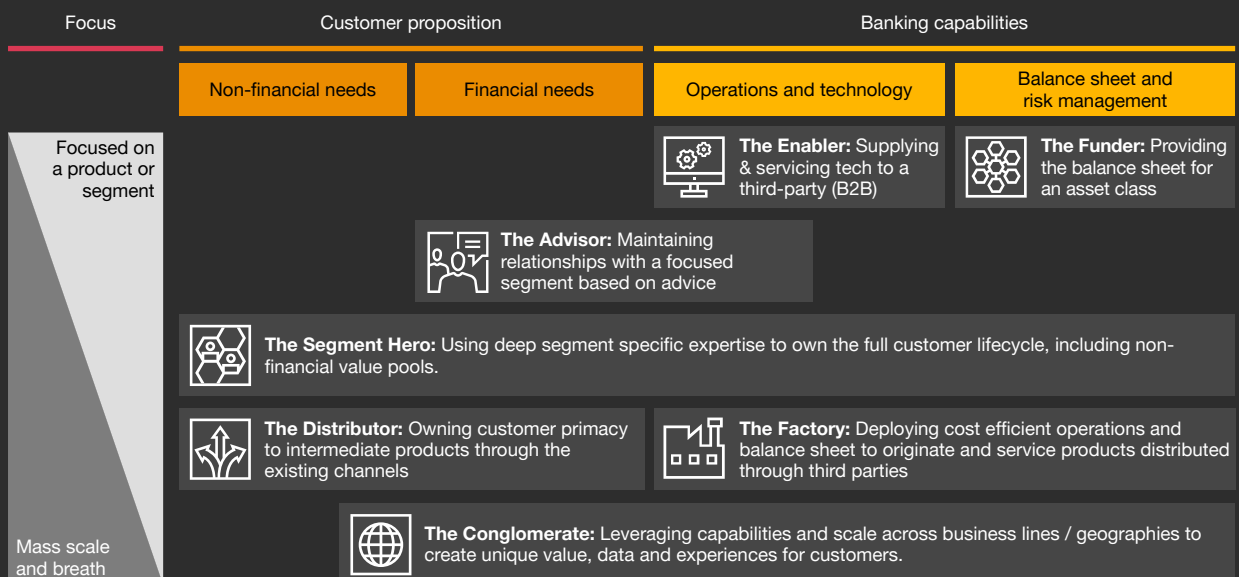 Focus
Customer proposition
Banking capabilities
Non-financial needs
Financial needs
Operations and technology
Balance sheet and
risk management
Focused on
a product or
segment
The Enabler: Supplying
& servicing tech to a
third-party (B2B)
The Funder: Providing
the balance sheet for
an asset class
The Advisor: Maintaining
relationships with a focused
segment based on advice
The Segment Hero: Using deep segment specific expertise to own the full customer lifecycle, including non-
financial value pools.
The Distributor: Owning customer primacy
to intermediate products through the
existing channels
The Factory: Deploying cost efficient operations and
balance sheet to originate and service products distributed
through third parties
The Conglomerate: Leveraging capabilities and scale across business lines / geographies to
create unique value, data and experiences for customers.
Mass scale
and breath